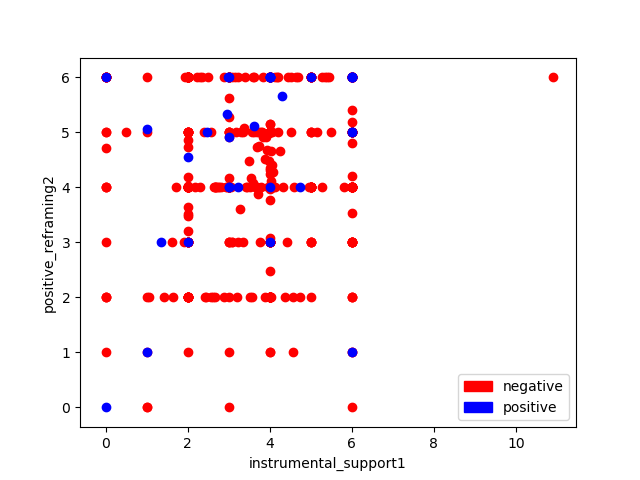 6
5
4
3
2
1
0
positive_reframing2
0 2 4 6 8 10
instrumental_support1
negative
positive